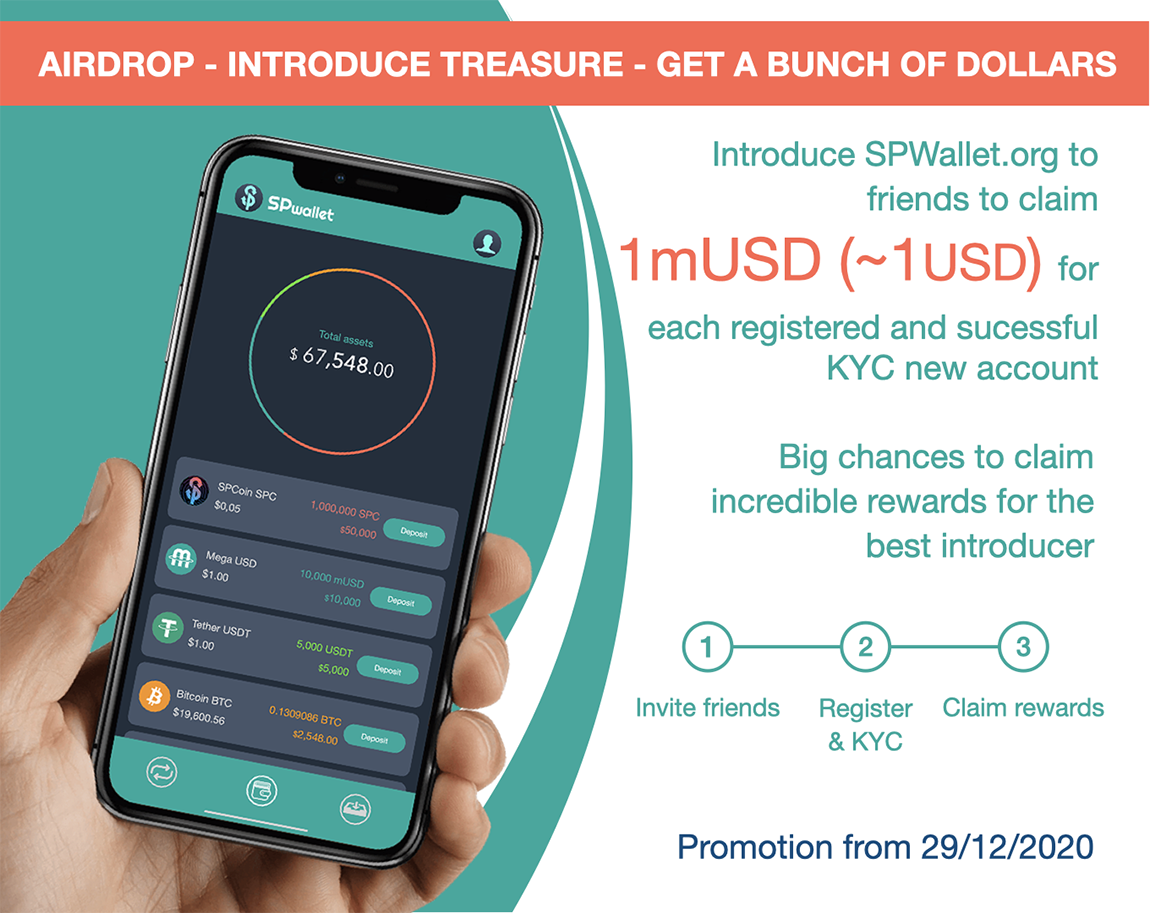 AIRDROP - INTRODUCE TREASURE - GET A BUNCH OF DOLLARS
SPwallet
Total assets
$ 67,548.00
SPCoin SPC
$0,05
1,000,000 SPC
$50.000
Deposit
Mega USD
$1.00
10,000 mUSD
$10,000
Deposit
Tether USDT
$1.00
5,000 USDT
$5,000
Deposit
Bitcoin BTC
$19,600.56
0.1309086 BTC
$2,548.00
Deposit
Introduce SPWallet.org to
friends to claim
1mUSD (~1USD) for
each registered and sucessful
KYC new account
Big chances to claim
incredible rewards for the
best introducer
1
2
3
Invite friends
Register
& KYC
Claim rewards
Promotion from 29/12/2020